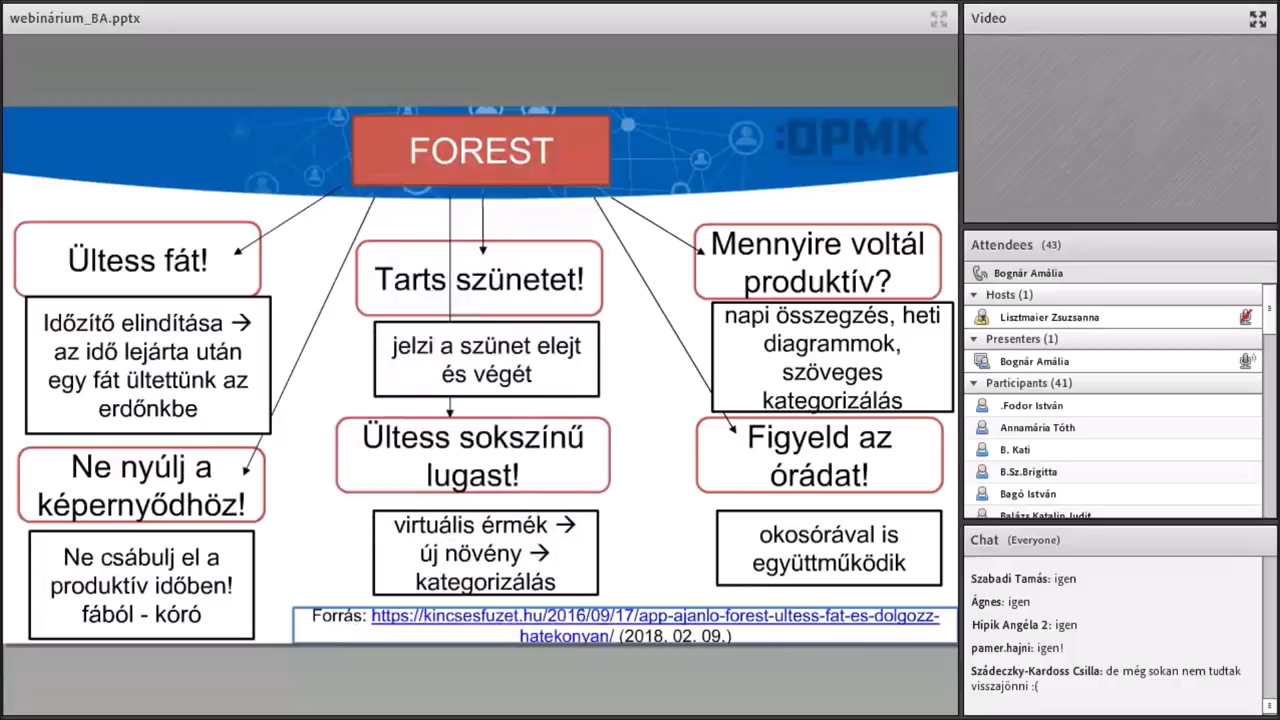 webinárium_BA.pptx
:OPMK
FOREST
Ültess fát!
Időzítő elindítása →
az idő lejárta után
egy fát ültettünk az
erdőnkbe
Ne nyúlj a
képernyődhöz!
Ne csábulj el a
produktív időben!
fából - kóró
Tarts szünetet!
jelzi a szünet elejt
és végét
Ültess sokszínű
lugast!
virtuális érmék →
új növény →
kategorizálás
Mennyire voltál
produktív?
napi összegzés, heti
diagrammok,
szöveges
kategorizálás
Figyeld az
órádat!
okosórával is
együttműködik
Forrás: https://kincsesfuzet.hu/2016/09/17/app-ajanlo-forest-ultess-fat-es-dolgozz-
hatekonyan/ (2018. 02. 09.)
Video
Attendees (43)
Bognár Amália
Hosts (1)
Lisztmaier Zsuzsanna
Presenters (1)
Bognár Amália
Participants (41)
.Fodor István
Annamária Tóth
B. Kati
B.Sz.Brigitta
Bagó István
Balázs Katalin Judit
Chat (Everyone)
Szabadi Tamás: igen
Ágnes: igen
Hípik Angéla 2: igen
pamer.hajni: igen!
Szádeczky-Kardoss Csilla: de még sokan nem tudtak
visszajönni :(